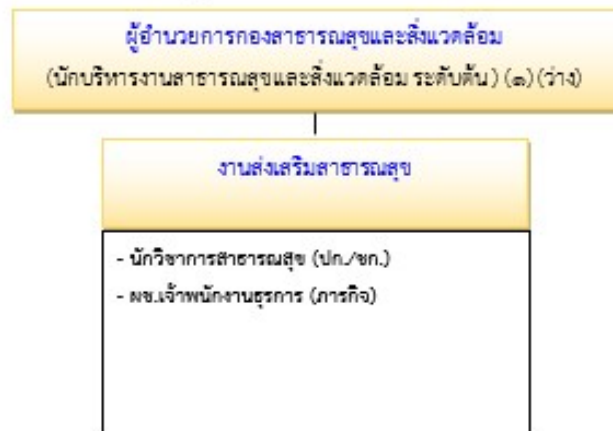 ผู้อำนวยการกองสาธารณสุขและสิ่งแวดล้อม
(นักบริหารงานสาธารณสุขและสิ่งแวดล้อม ระดับต้น) (๑) (ว่าง)
งานส่งเสริมสาธารณสุข
- นักวิชาการสาธารณสุข (ปก./ชก.)
- ผช.เจ้าพนักงานธุรการ (ภารกิจ)